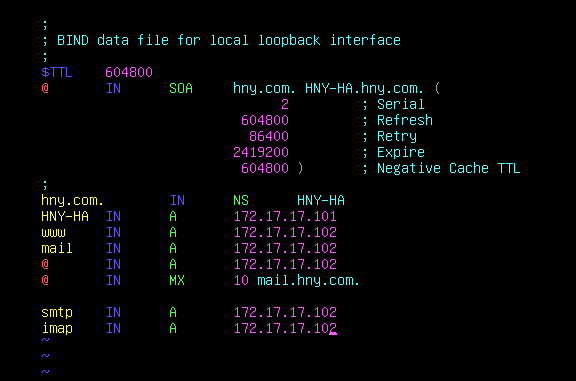 ;
; BIND data file for local loopback interface
;
$TTL    604800
@       IN      SOA     hny.com. HNY-HA.hny.com. (
                              2         ; Serial
                         604800         ; Refresh
                          86400         ; Retry
                        2419200         ; Expire
                         604800 )       ; Negative Cache TTL
;
hny.com.        IN      NS      HNY-HA
HNY-HA  IN      A       172.17.17.101
www     IN      A       172.17.17.102
mail    IN      A       172.17.17.102
@       IN      A       172.17.17.102
@       IN      MX      10 mail.hny.com.

smtp    IN      A       172.17.17.102
imap    IN      A       172.17.17.102
~
~
~